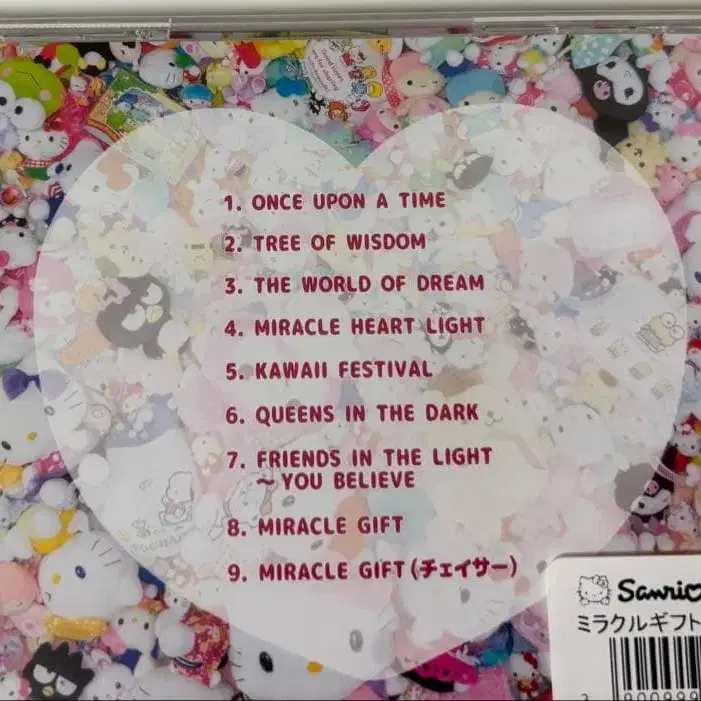 1. ONCE UPON A TIME
2. TREE OF WISDOM
3. THE WORLD OF DREAM
4. MIRACLE HEART LIGHT
5. KAWAII FESTIVAL
6. QUEENS IN THE DARK
7. FRIENDS IN THE LIGHT
～YOU BELIEVE
8. MIRACLE GIFT
9. MIRACLE GIFT(チェイサー)
Sanrio
ミラクルギフト
2 900999